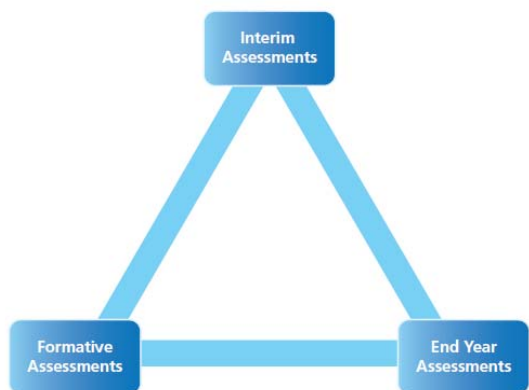 Interim
Assessments
Formative
Assessments
End Year
Assessments